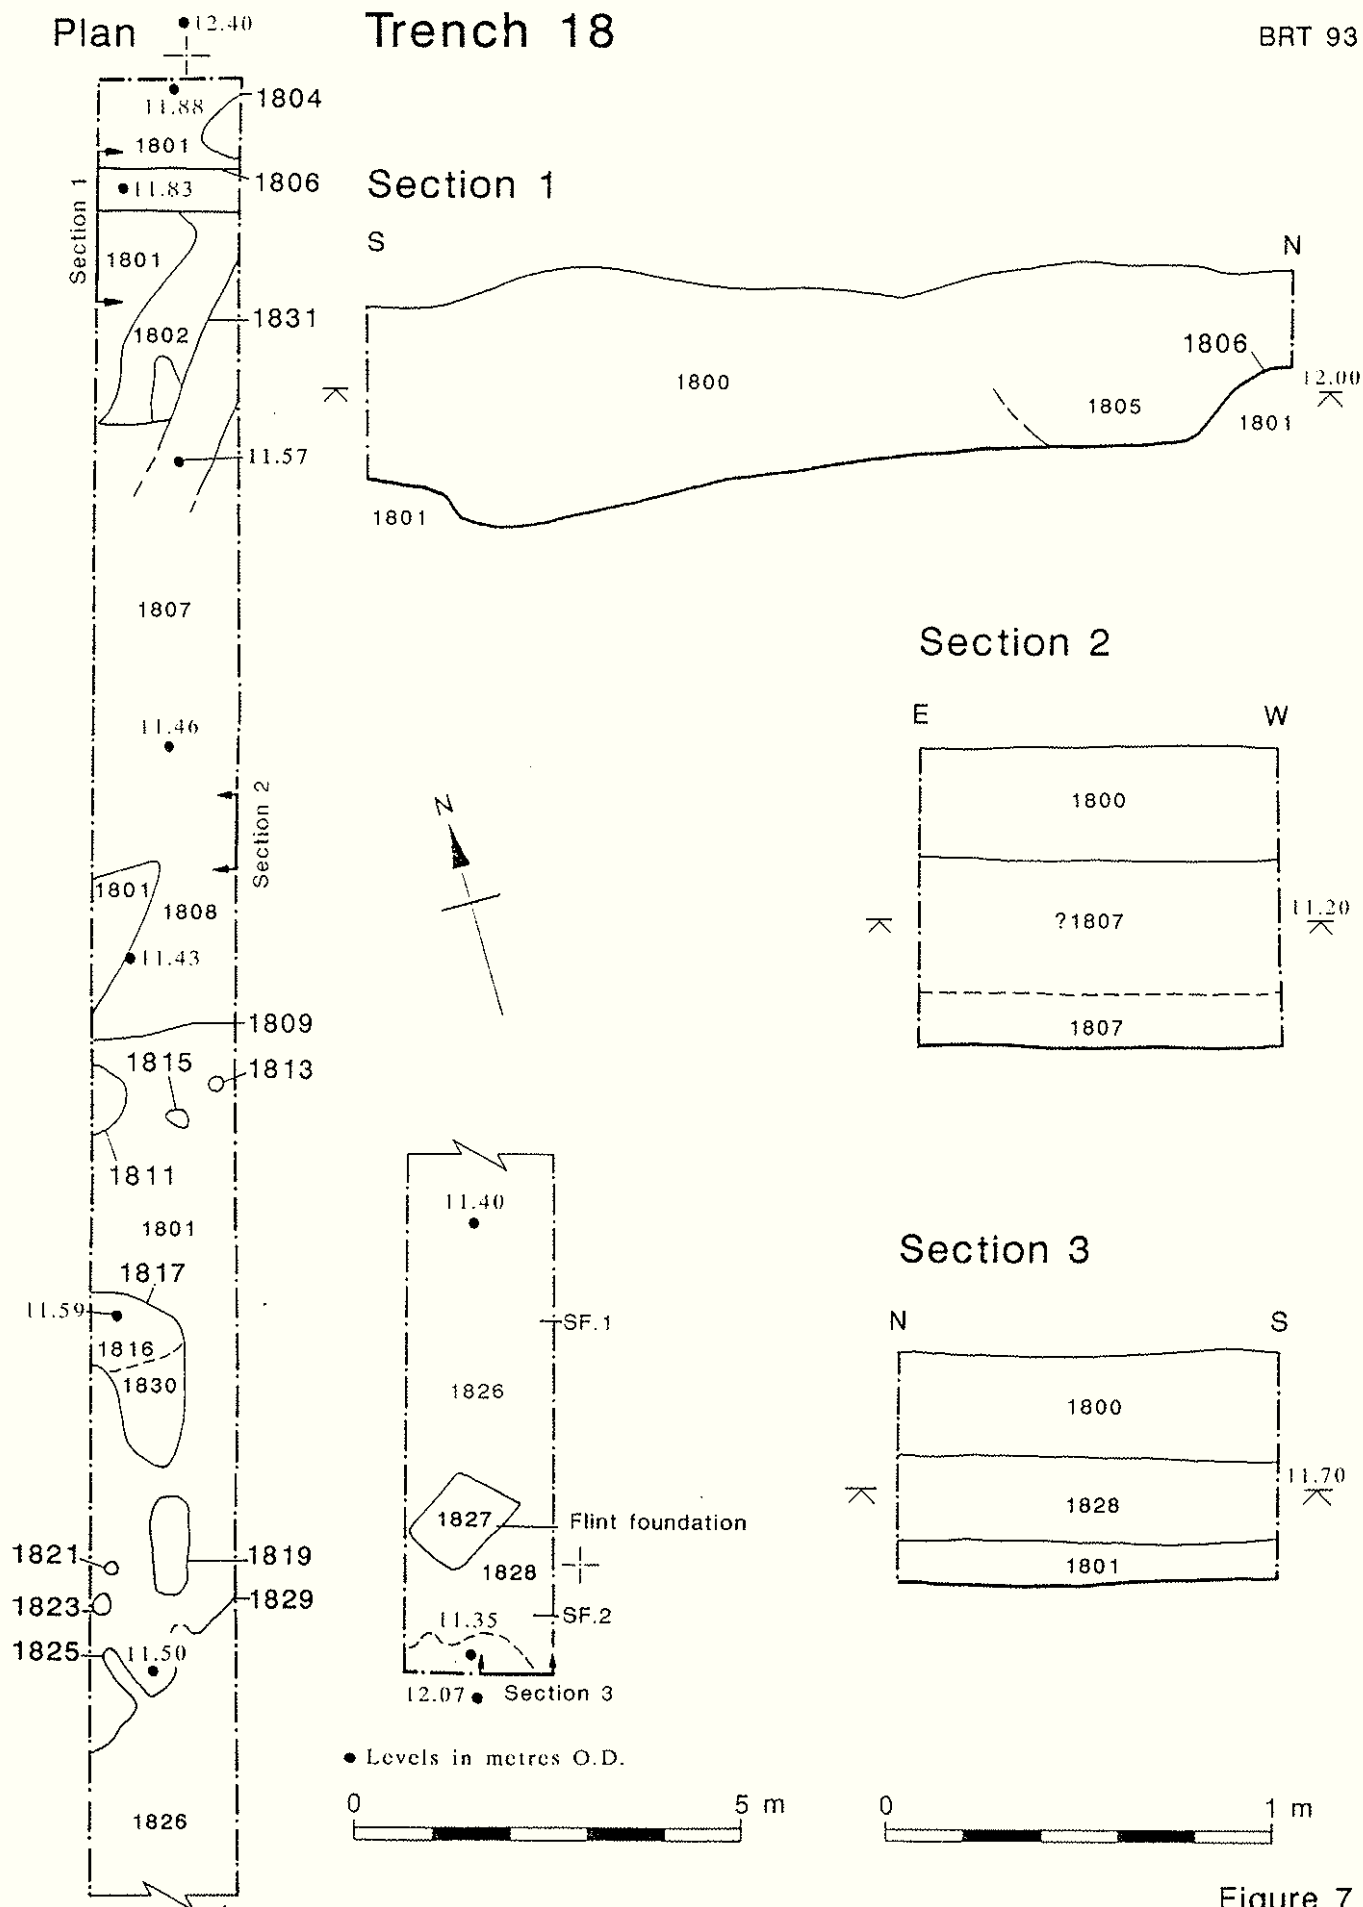 Plan
12.40
Trench 18
BRT 93
11.88
1804
1801
1806
11.83
Section 1
1801
1831
1802
11.57
1807
11.46
Section 2
1801
1808
11.43
1809
1815
1813
1811
1801
1817
11.59
1816
1830
1821
1819
1823
1829
1825
11.50
1826
Section 1
S
N
1800
1806
1805
12.00
1801
1801
Section 2
E
W
1800
?1807
11.20
1807
N
11.40
SF.1
1826
1827
Flint foundation
1828
SF.2
11.35
12.07
Section 3
Section 3
N
S
1800
11.70
1828
1801
Levels in metres O.D.
0
5 m
0
1 m
Figure 7